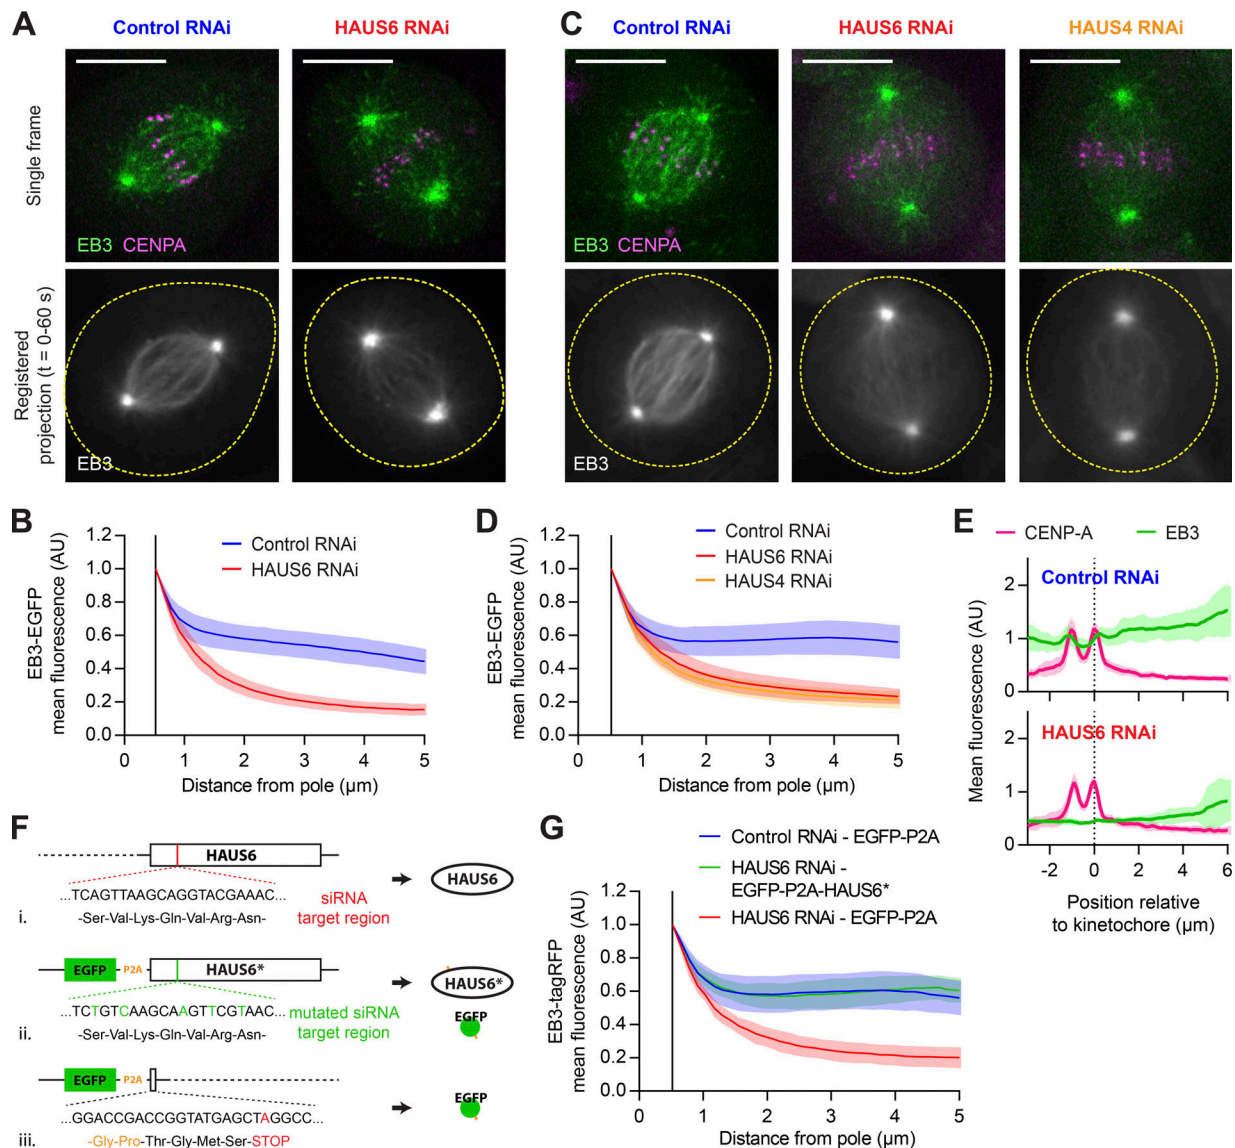 A
Control RNAi
HAUS6 RNAi
Single frame
EB3 CENPA
Registered
projection (t = 0-60 s)
EB3
C
Control RNAi
HAUS6 RNAi
HAUS4 RNAi
EB3 CENPA
EB3
B
EB3-EGFP
mean fluorescence (AU)
1.2
1.0
0.8
0.6
0.4
0.2
0.0
Control RNAi
HAUS6 RNAi
0 1 2 3 4 5
Distance from pole (µm)
D
EB3-EGFP
mean fluorescence (AU)
1.2
1.0
0.8
0.6
0.4
0.2
0.0
Control RNAi
HAUS6 RNAi
HAUS4 RNAi
0 1 2 3 4 5
Distance from pole (µm)
E
CENP-A EB3
Mean fluorescence (AU)
Control RNAi
2
1
0
-2 0 2 4 6
HAUS6 RNAi
2
1
0
-2 0 2 4 6
Position relative
to kinetochore (µm)
F
HAUS6
HAUS6
...TCAGTTAAGCAGGTACGAAAC...
siRNA
target region
i.
-Ser-Val-Lys-Gln-Val-Arg-Asn-
EGFP P2A HAUS6*
HAUS6*
...TCTGTCAAGCAAGTTCGTAAC...
mutated siRNA
target region
EGFP
ii.
-Ser-Val-Lys-Gln-Val-Arg-Asn-
EGFP P2A
EGFP
...GGACCGACCGGTATGAGCTAGGCC...
iii.
-Gly-Pro-Thr-Gly-Met-Ser-STOP
G
Control RNAi - EGFP-P2A
HAUS6 RNAi -
EGFP-P2A-HAUS6*
HAUS6 RNAi - EGFP-P2A
EB3-tagRFP
mean fluorescence (AU)
1.2
1.0
0.8
0.6
0.4
0.2
0
0 1 2 3 4 5
Distance from pole (µm)